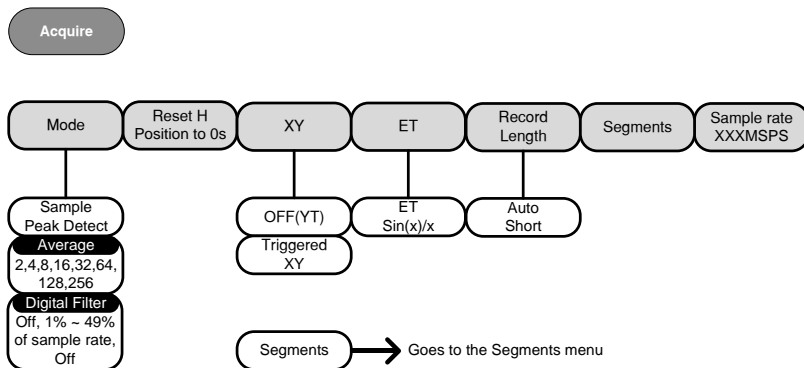 Acquire
Mode
Reset H
Position to 0s
XY
ET
Record
Length
Segments
Sample rate
XXXMSPS
Sample
Peak Detect
Average
2,4,8,16,32,64,
128,256
Digital Filter
Off, 1% ~ 49%
of sample rate,
Off
OFF(YT)
Triggered
XY
ET
Sin(x)/x
Auto
Short
Segments
Goes to the Segments menu